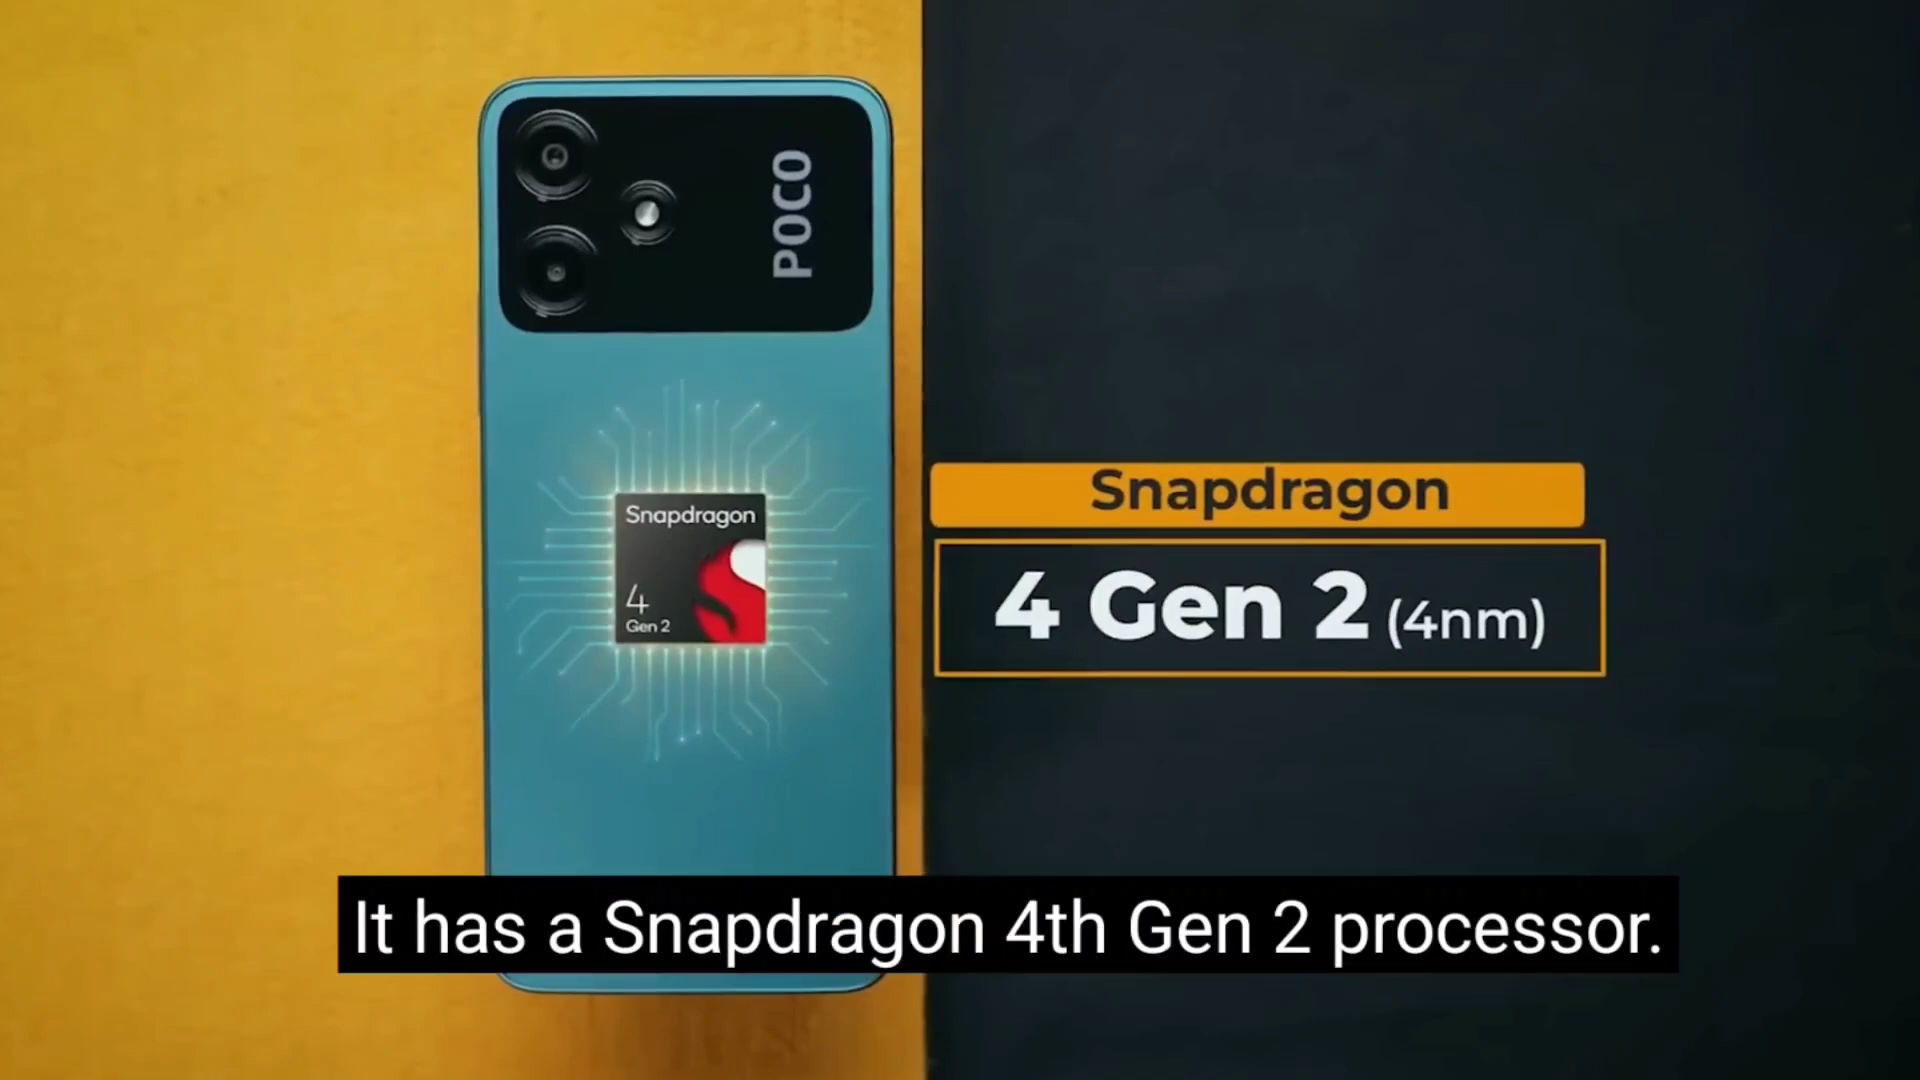 POCO
Snapdragon
4
Gen 2
Snapdragon
4 Gen 2 (4nm)
It has a Snapdragon 4th Gen 2 processor.